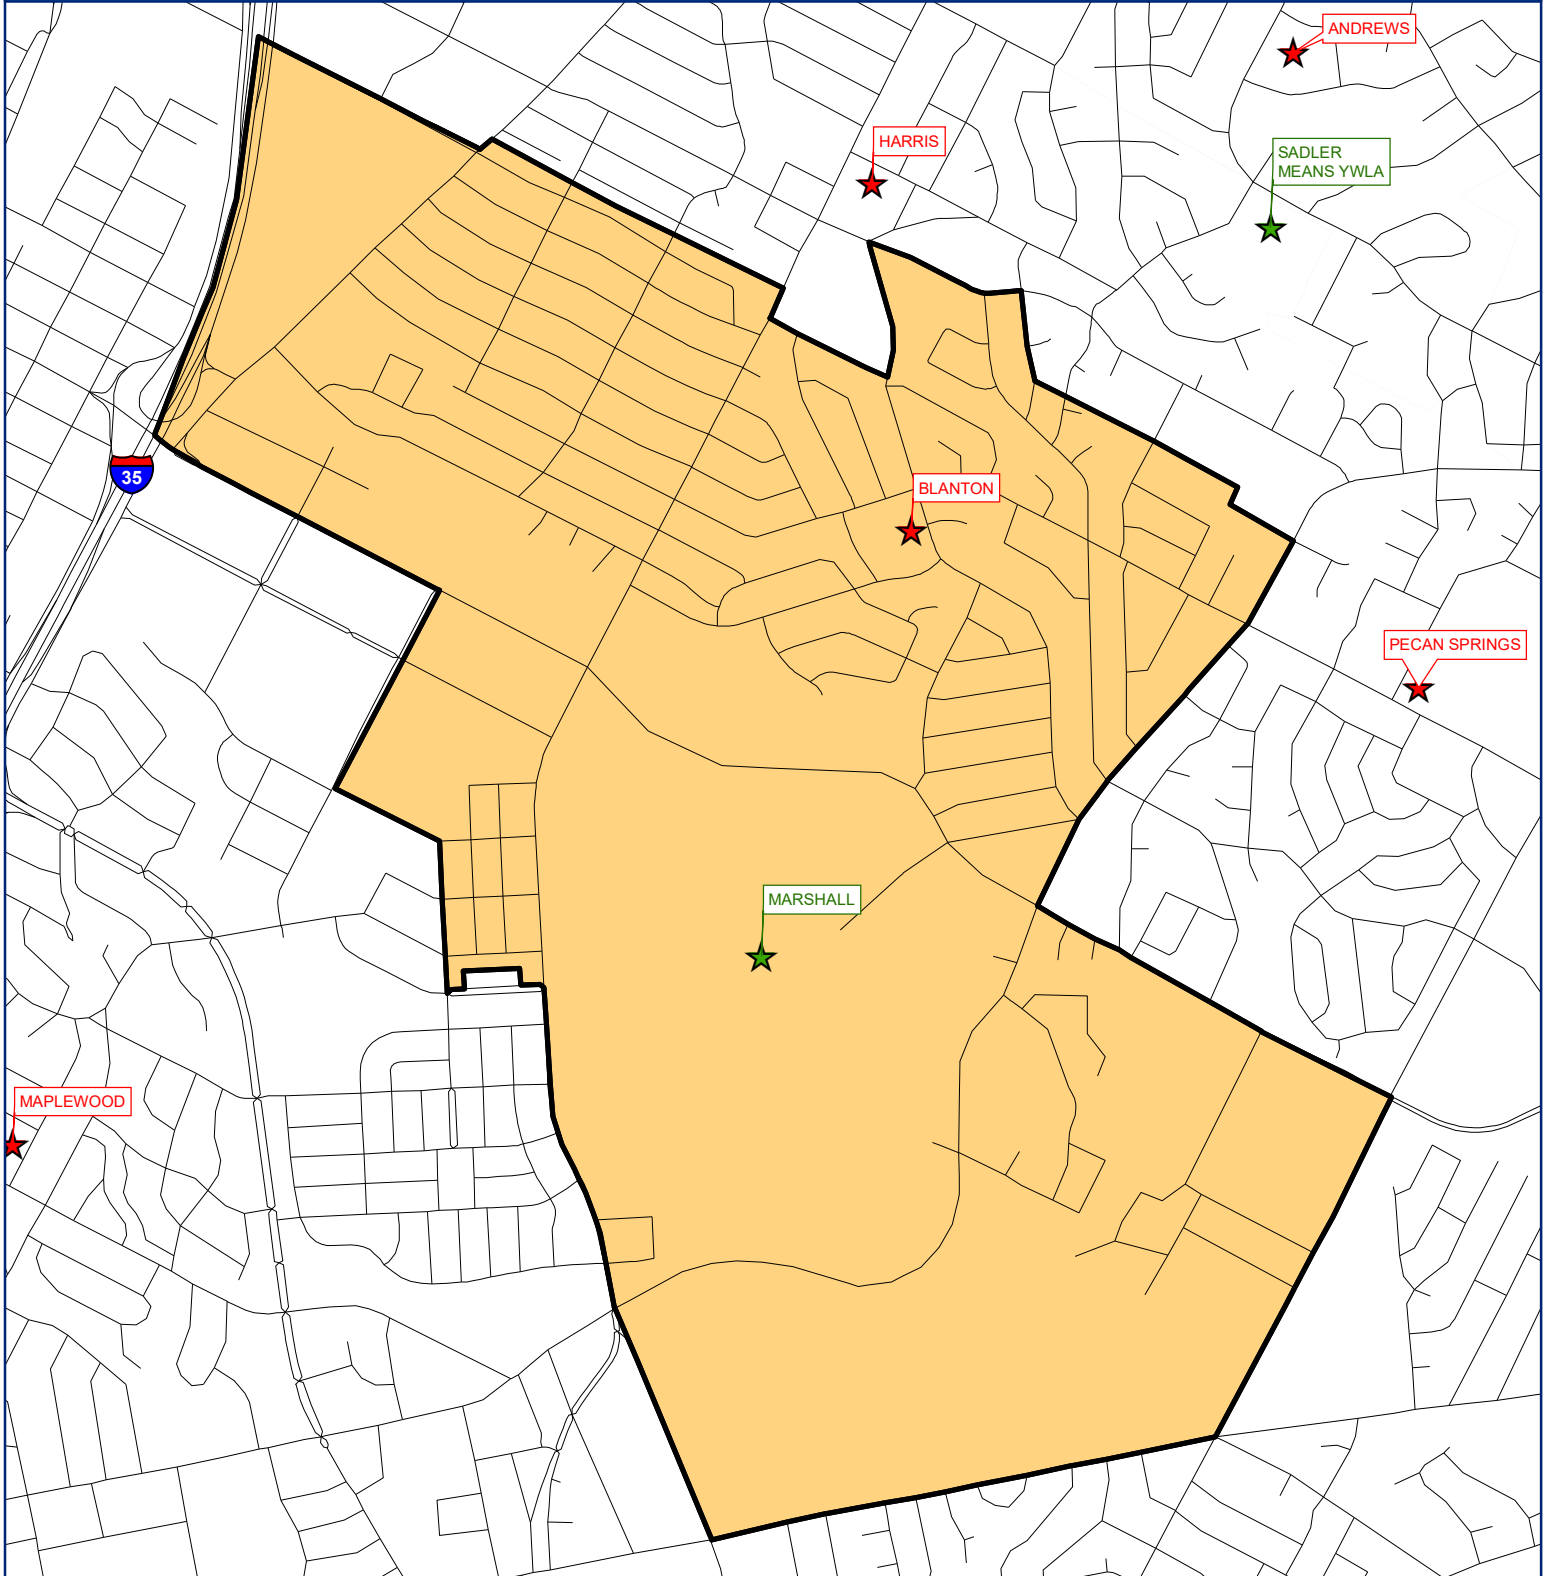 ANDREWS
HARRIS
SADLER
MEANS YWLA
35
BLANTON
PECAN SPRINGS
MARSHALL
MAPLEWOOD